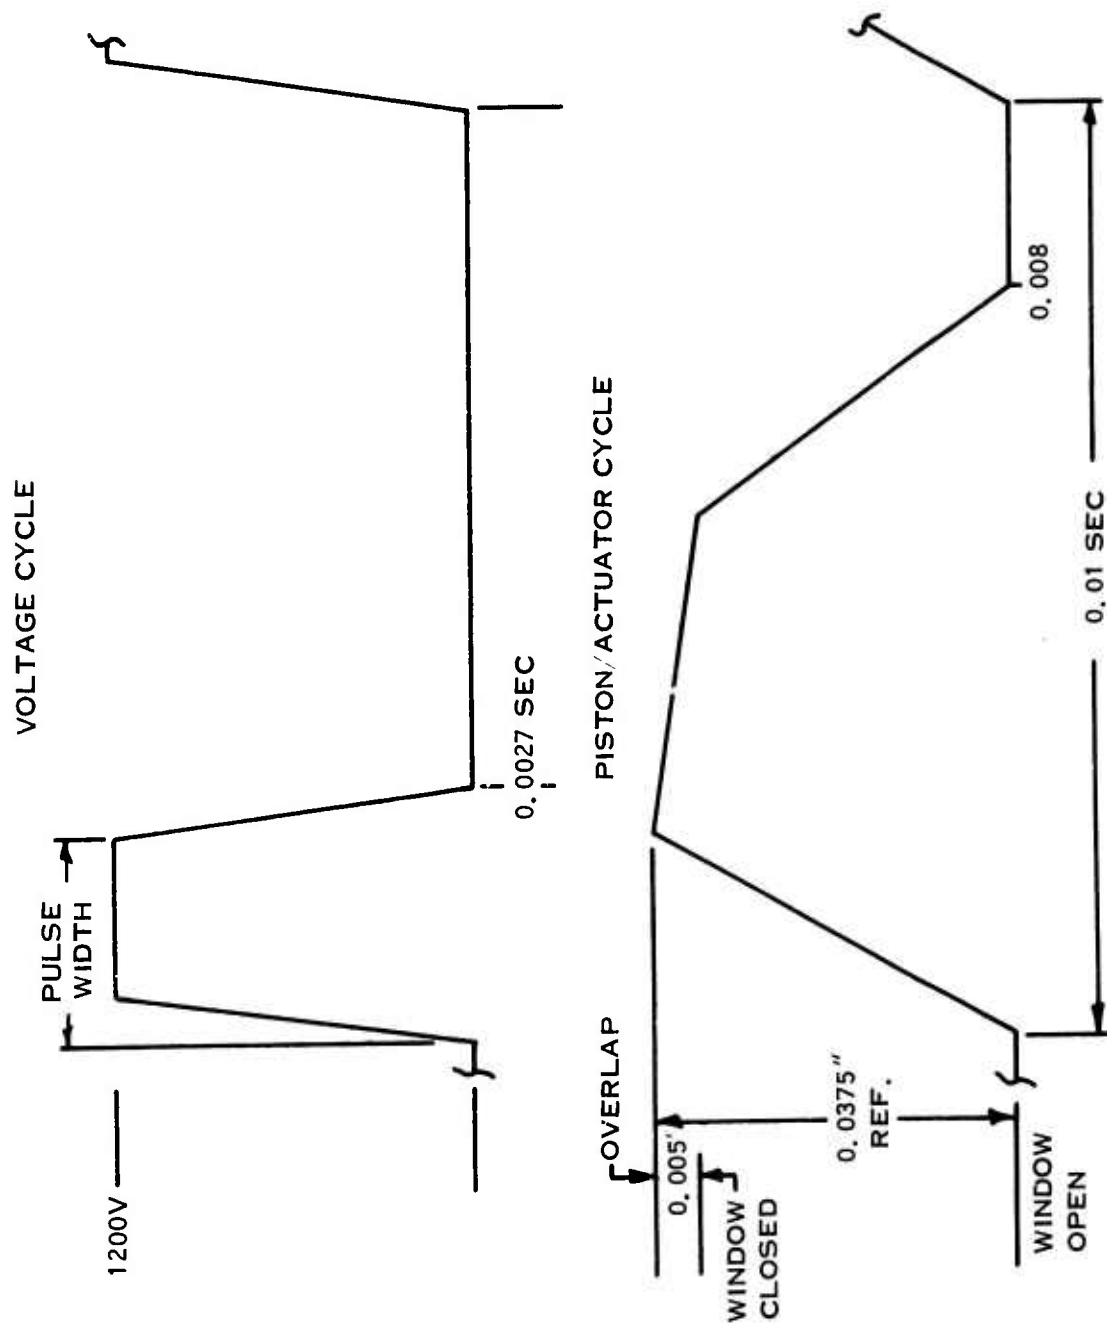 VOLTAGE CYCLE
PULSE
WIDTH
1200V
0.0027 SEC
PISTON/ACTUATOR CYCLE
OVERLAP
0.005'
WINDOW
CLOSED
0.0375"
REF.
WINDOW
OPEN
0.008
0.01 SEC